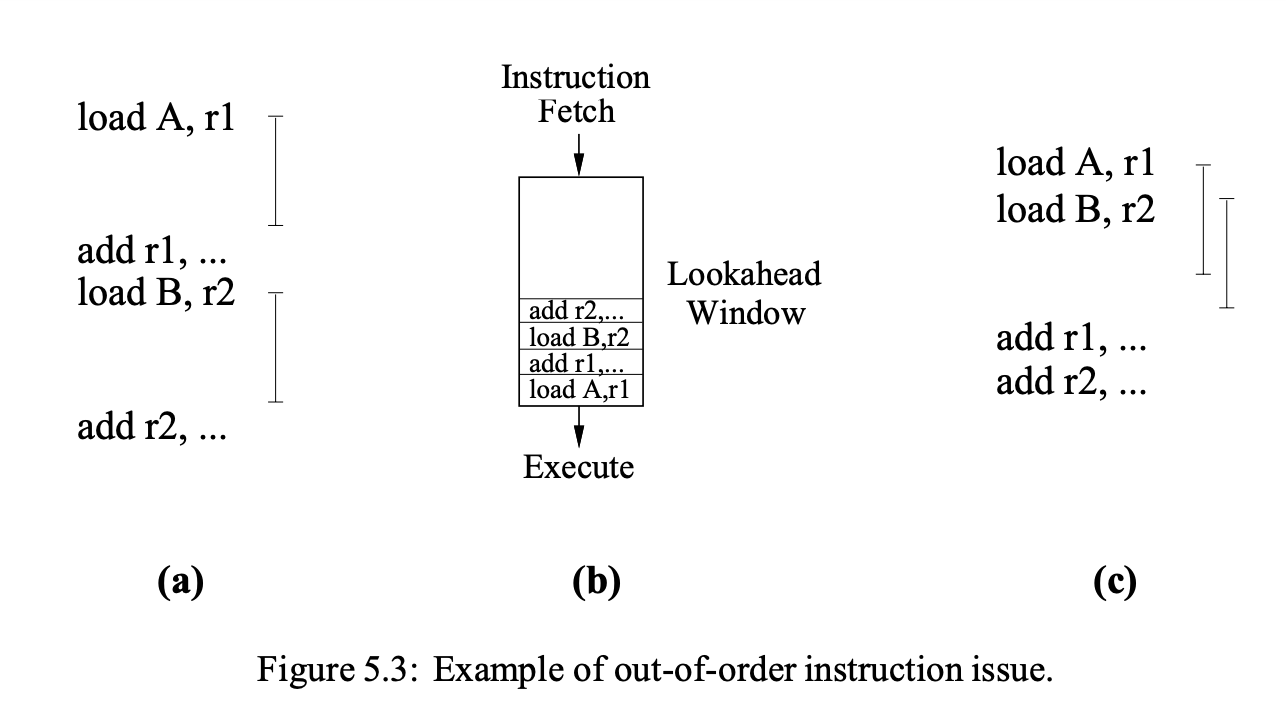 load A, r1
add r1, ...
load B, r2
add r2, ...
(a)
Instruction
Fetch
add r2,...
load B,r2
add r1,...
load A,r1
Execute
Lookahead
Window
(b)
load A, r1
load B, r2
add r1, ...
add r2, ...
(c)
Figure 5.3: Example of out-of-order instruction issue.